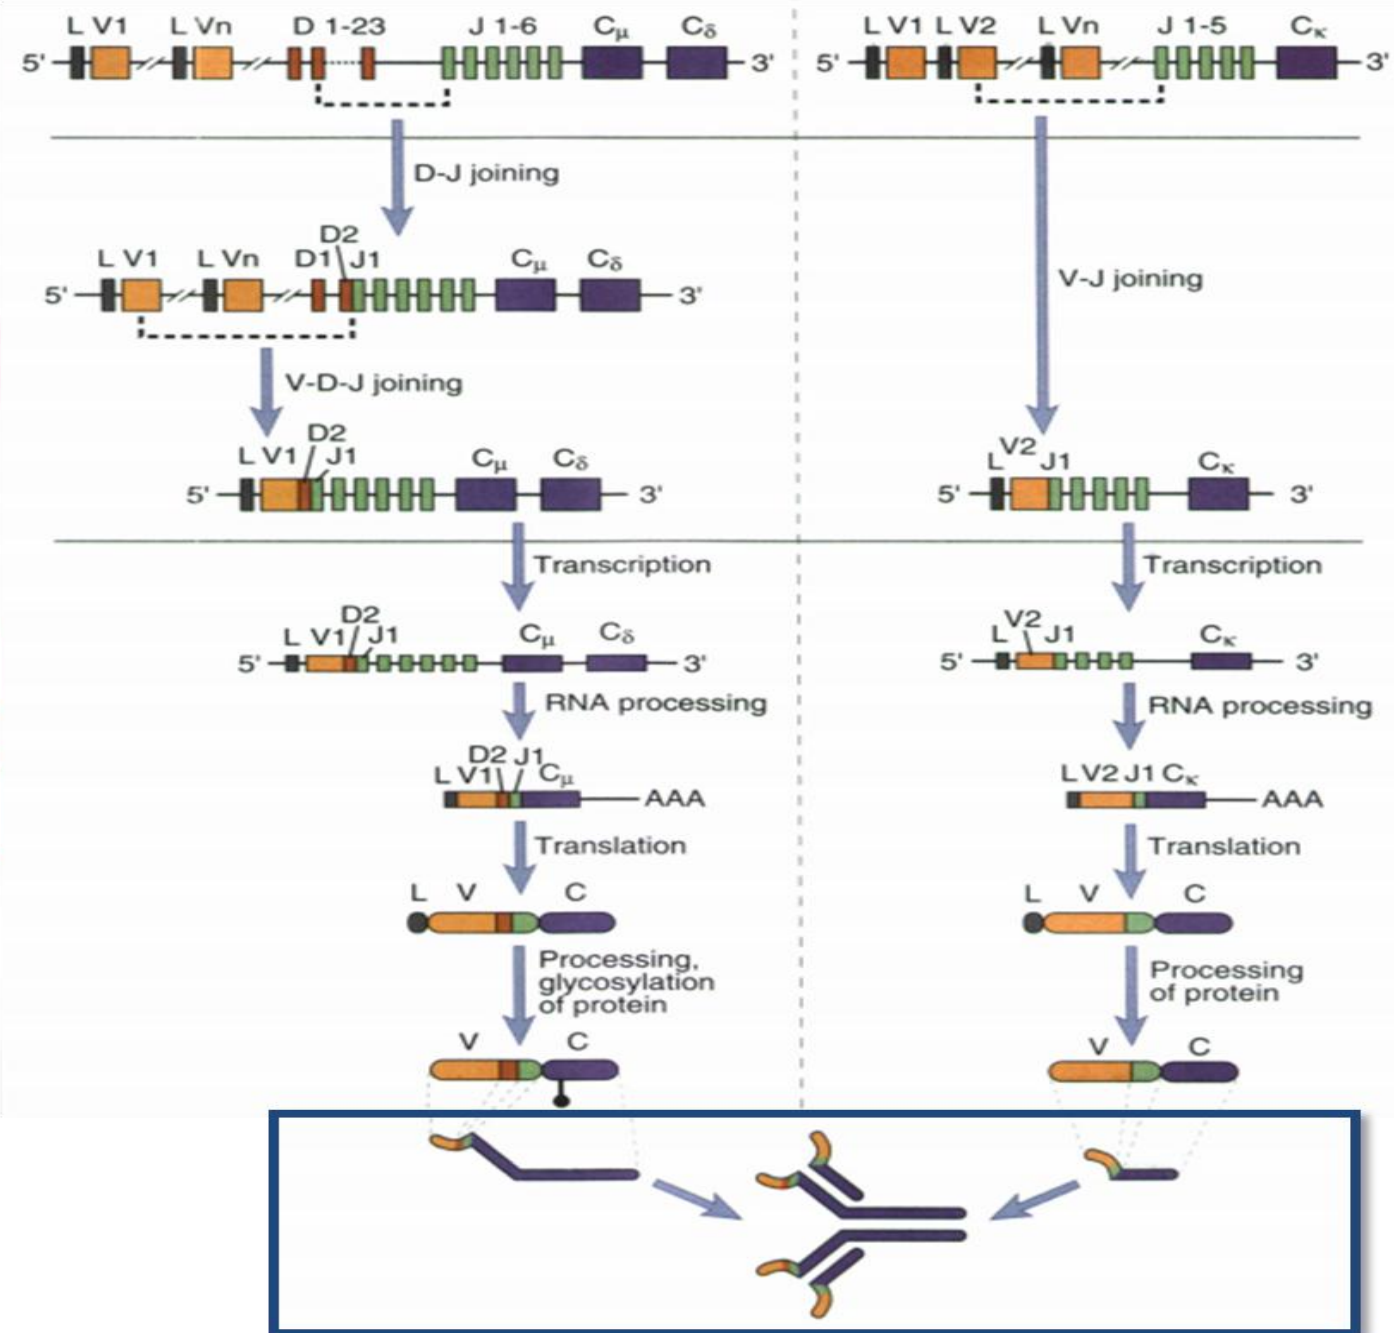 L V1 L Vn D 1-23 J 1-6 Cμ Cδ
5' 3'
L V1 L V2 L Vn J 1-5 Cκ
5' 3'
D-J joining
D2
L V1 L Vn D1 J1 Cμ Cδ
5' 3'
V-J joining
V-D-J joining
D2
L V1 J1 Cμ Cδ
5' 3'
V2
L J1 Cκ
5' 3'
Transcription
Transcription
D2
L V1 J1 Cμ Cδ
5' 3'
V2
L J1 Cκ
5' 3'
RNA processing
RNA processing
D2 J1
L V1 Cμ
AAA
L V2 J1 Cκ
AAA
Translation
Translation
L V C
L V C
Processing,
glycosylation
of protein
Processing
of protein
V C
V C